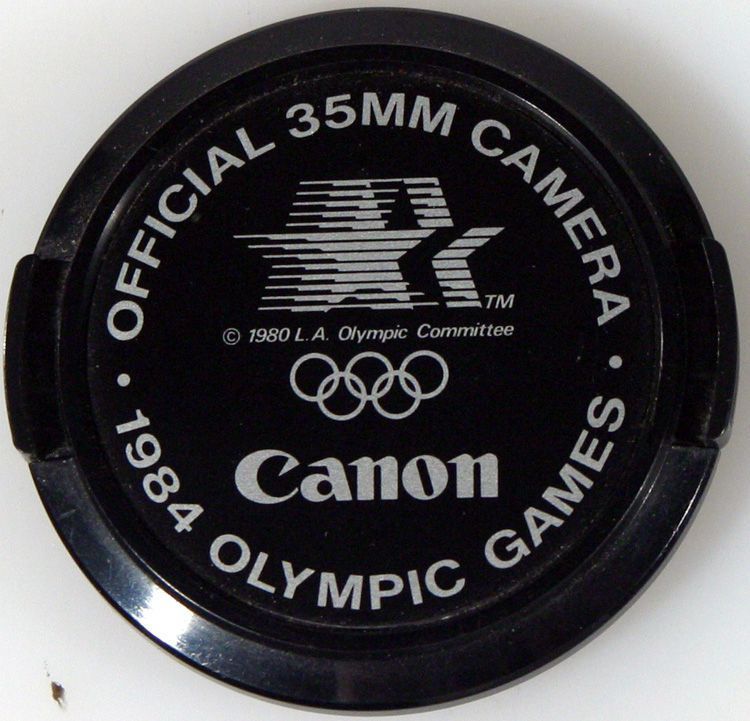 OFFICIAL 35MM CAMERA
TM
© 1980 L.A. Olympic Committee
Canon
• 1984 OLYMPIC GAMES •